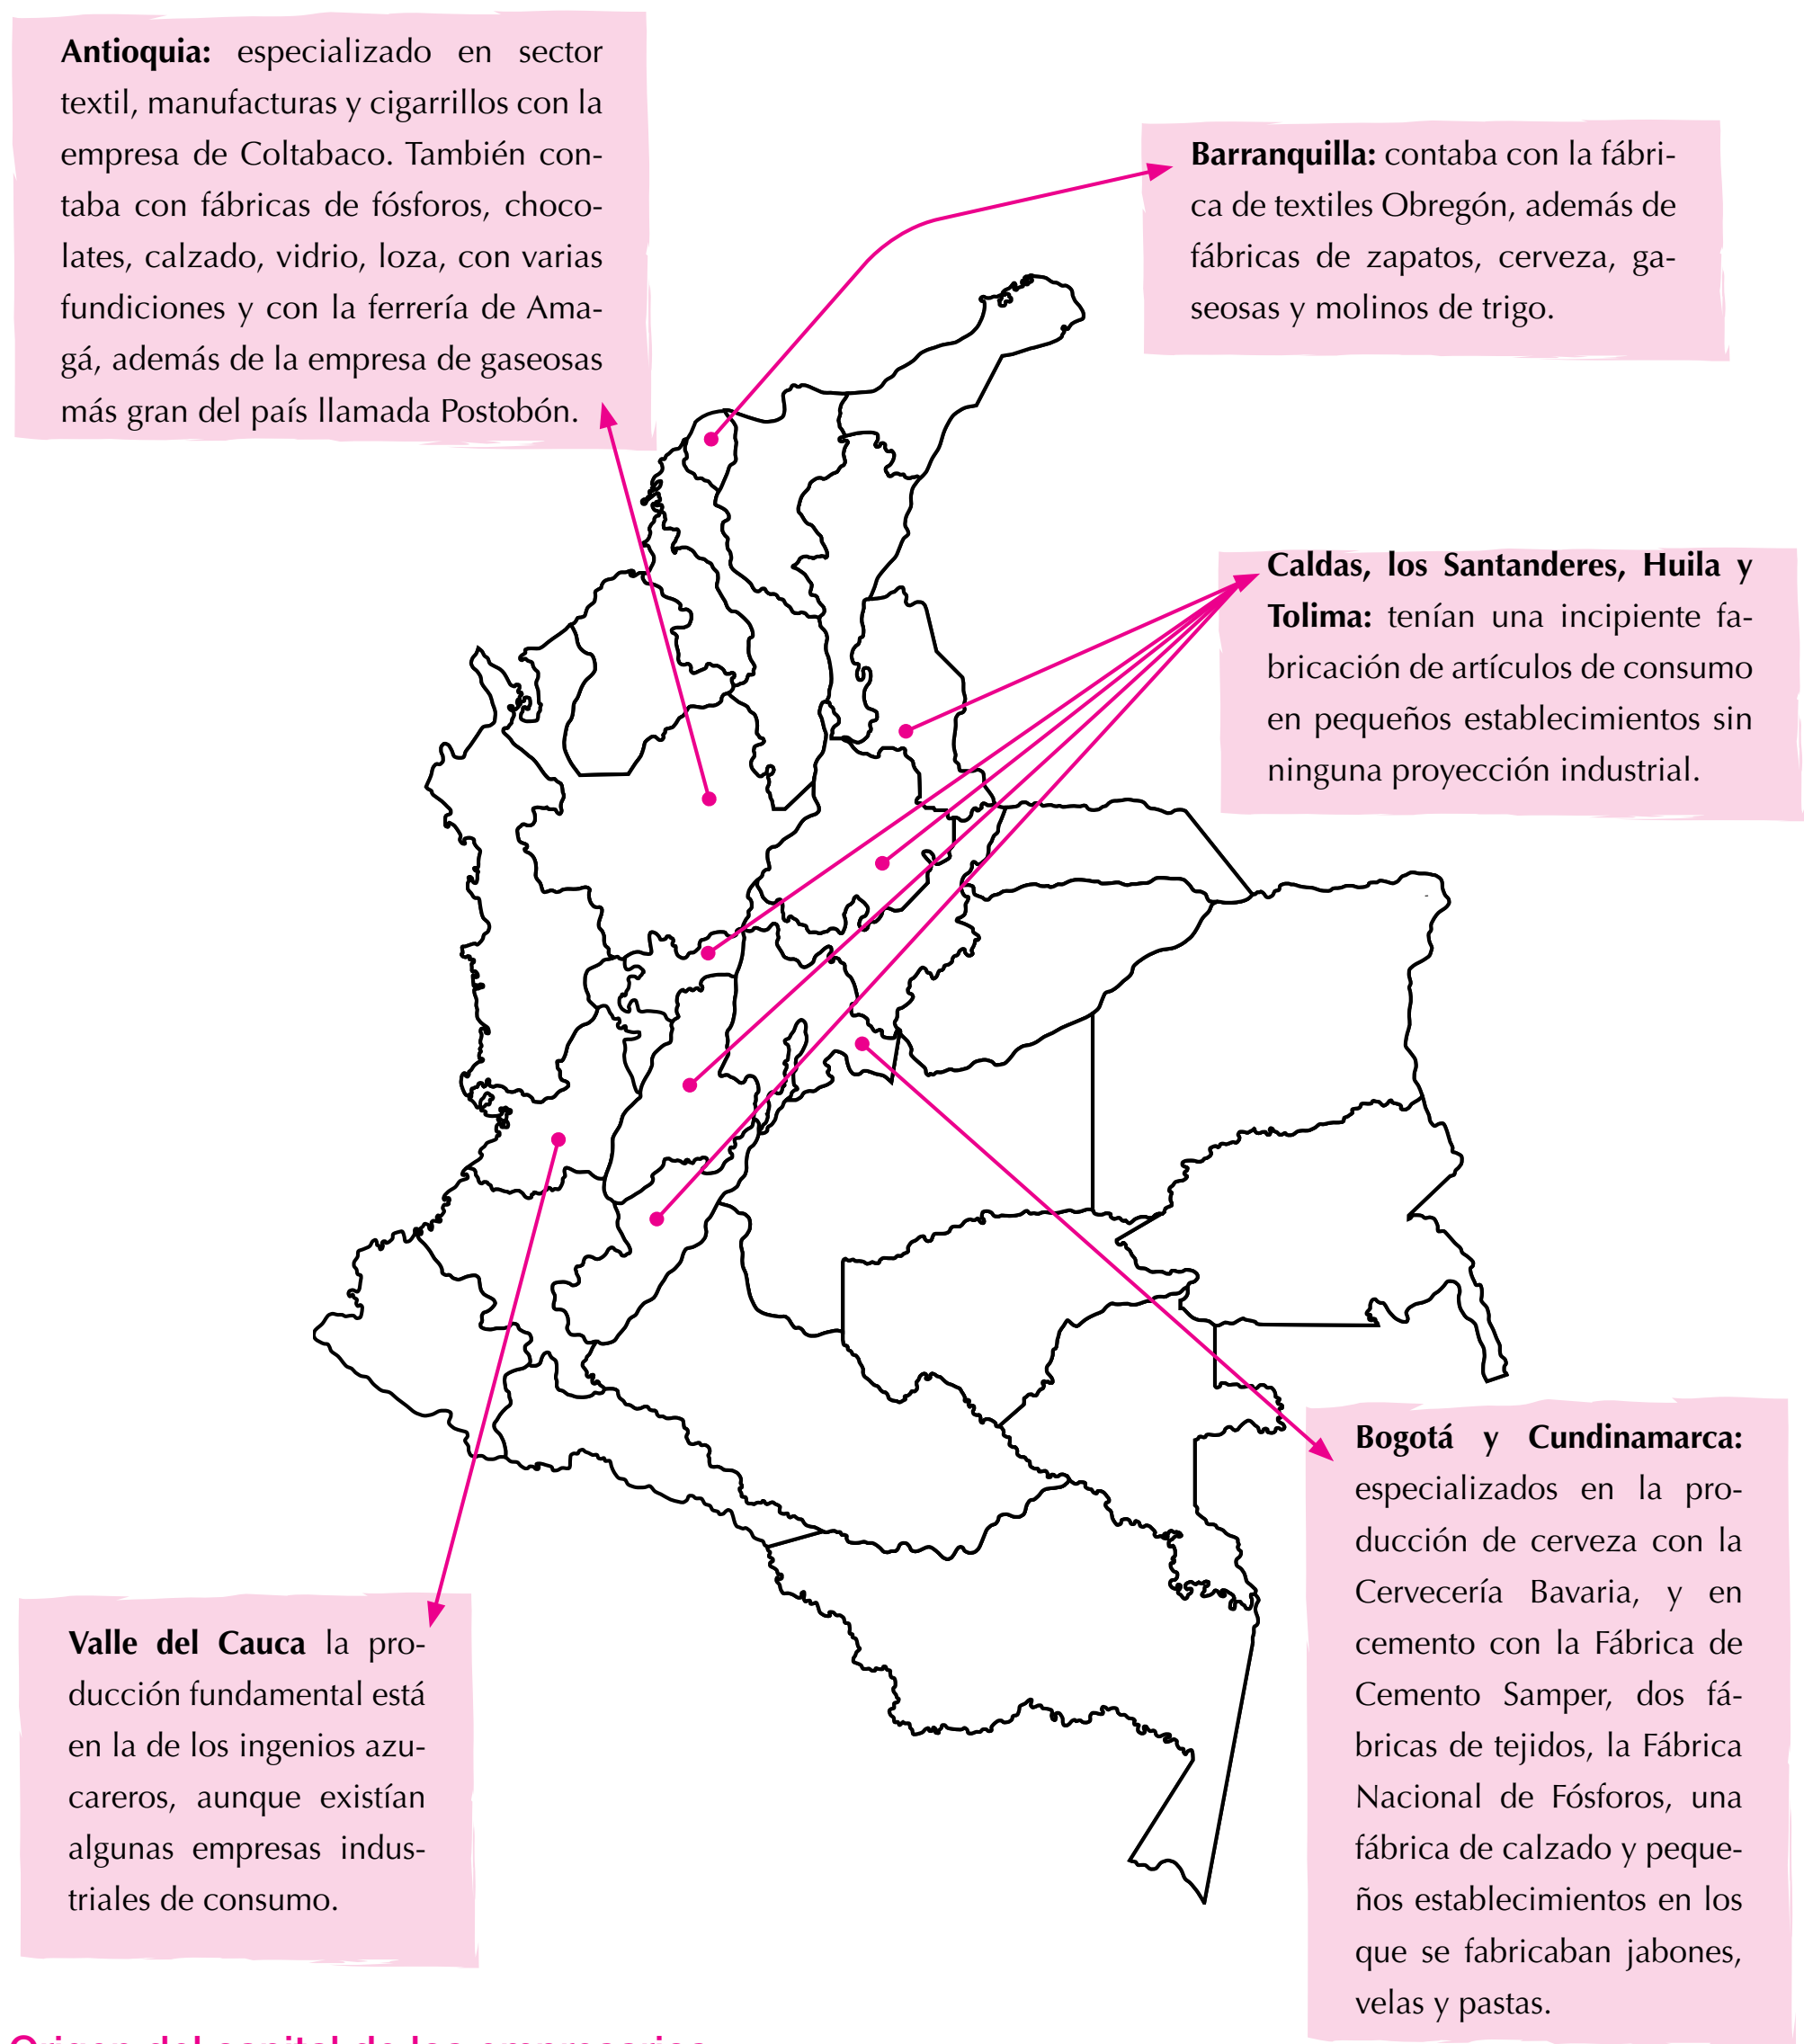 Antioquia: especializado en sector
textil, manufacturas y cigarrillos con la
empresa de Coltabaco. También con-
taba con fábricas de fósforos, choco-
lates, calzado, vidrio, loza, con varias
fundiciones y con la ferrería de Ama-
gá, además de la empresa de gaseosas
más gran del país llamada Postobón.
Barranquilla: contaba con la fábri-
ca de textiles Obregón, además de
fábricas de zapatos, cerveza, ga-
seosas y molinos de trigo.
Caldas, los Santanderes, Huila y
Tolima: tenían una incipiente fa-
bricación de artículos de consumo
en pequeños establecimientos sin
ninguna proyección industrial.
Valle del Cauca la pro-
ducción fundamental está
en la de los ingenios azu-
careros, aunque existían
algunas empresas indus-
triales de consumo.
Bogotá y Cundinamarca:
especializados en la pro-
ducción de cerveza con la
Cervecería Bavaria, y en
cemento con la Fábrica de
Cemento Samper, dos fá-
bricas de tejidos, la Fábrica
Nacional de Fósforos, una
fábrica de calzado y peque-
ños establecimientos en los
que se fabricaban jabones,
velas y pastas.
Origen del capital de los empresarios